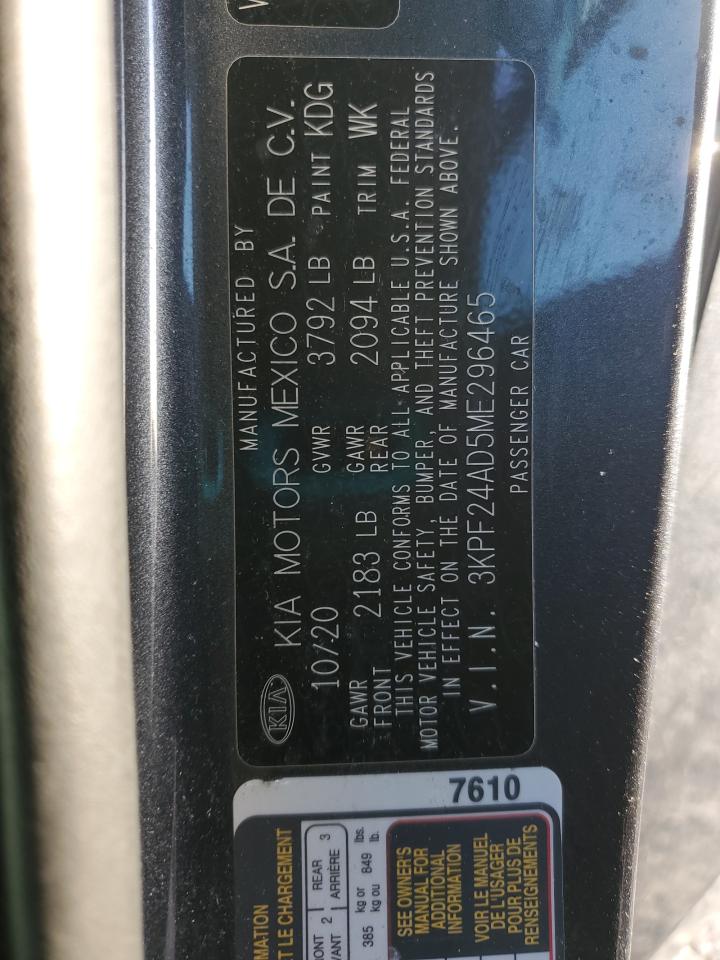 KIA
MANUFACTURED BY
KIA MOTORS MEXICO S.A. DE C.V.
10/20 GVWR 3792 LB PAINT KDG
GAWR FRONT 2183 LB GAWR REAR 2094 LB TRIM WK
THIS VEHICLE CONFORMS TO ALL APPLICABLE U.S.A. FEDERAL
MOTOR VEHICLE SAFETY, BUMPER, AND THEFT PREVENTION STANDARDS
IN EFFECT ON THE DATE OF MANUFACTURE SHOWN ABOVE.
V.I.N. 3KPF24AD5ME296465
PASSENGER CAR
ET LE CHARGEMENT
2 REAR 3
ARRIÈRE
385 kg or 849 lbs.
kg ou lb.
SEE OWNER'S
MANUAL FOR
ADDITIONAL
INFORMATION
VOIR LE MANUEL
DE L'USAGER
POUR PLUS DE
RENSEIGNEMENTS
7610